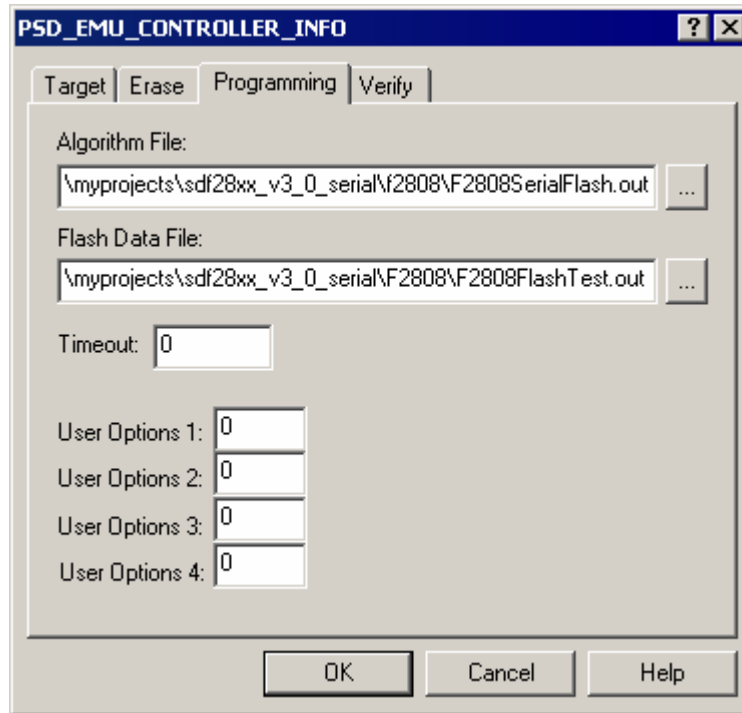 PSD_EMU_CONTROLLER_INFO ? X
Target Erase Programming Verify
Algorithm File:
\myprojects\sdf28xx_v3_0_serial\f2808\F2808SerialFlash.out ...
Flash Data File:
\myprojects\sdf28xx_v3_0_serial\F2808\F2808FlashTest.out ...
Timeout: 0
User Options 1: 0
User Options 2: 0
User Options 3: 0
User Options 4: 0
OK Cancel Help